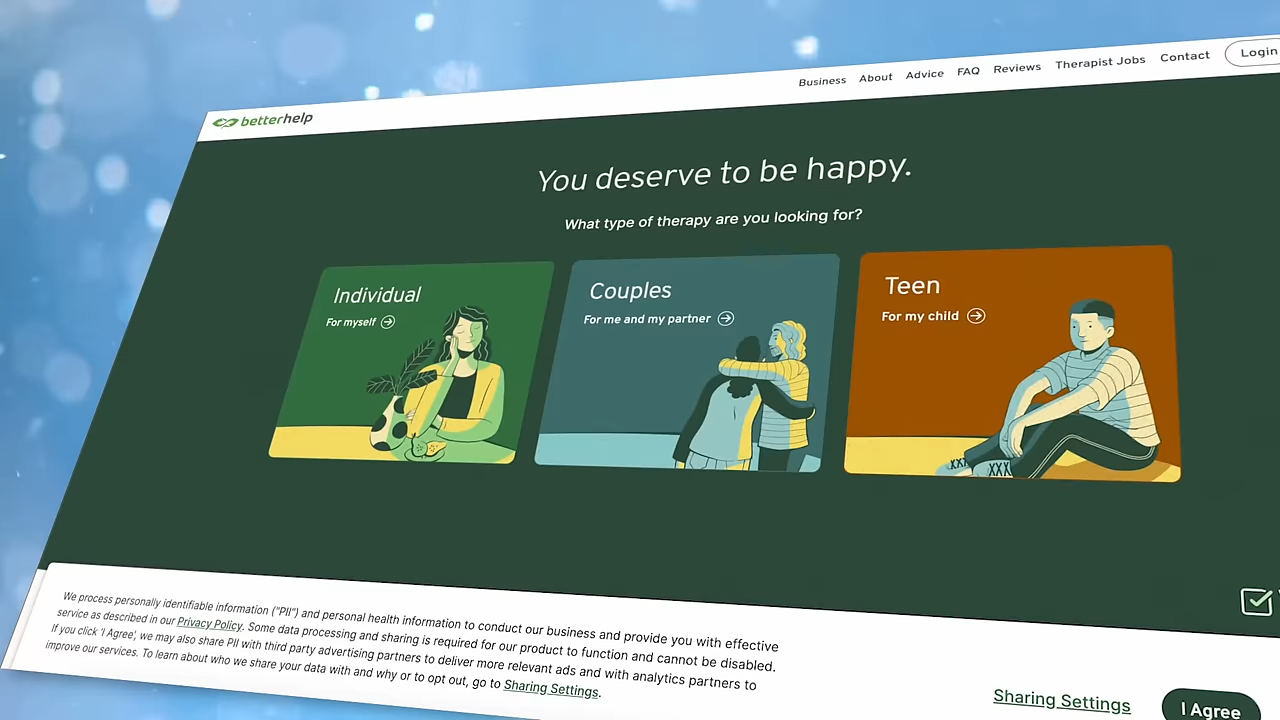 Business About Advice FAQ Reviews Therapist Jobs Contact Login
betterhelp
You deserve to be happy.
What type of therapy are you looking for?
Individual
For myself
Couples
For me and my partner
Teen
For my child
We process personally identifiable information ("PII") and personal health information to conduct our business and provide you with effective
service as described in our Privacy Policy. Some data processing and sharing is required for our product to function and cannot be disabled.
If you click 'I Agree', we may also share PII with third party advertising partners to deliver more relevant ads and with analytics partners to
improve our services. To learn about who we share your data with and why or to opt out, go to Sharing Settings.
Sharing Settings
I Agree